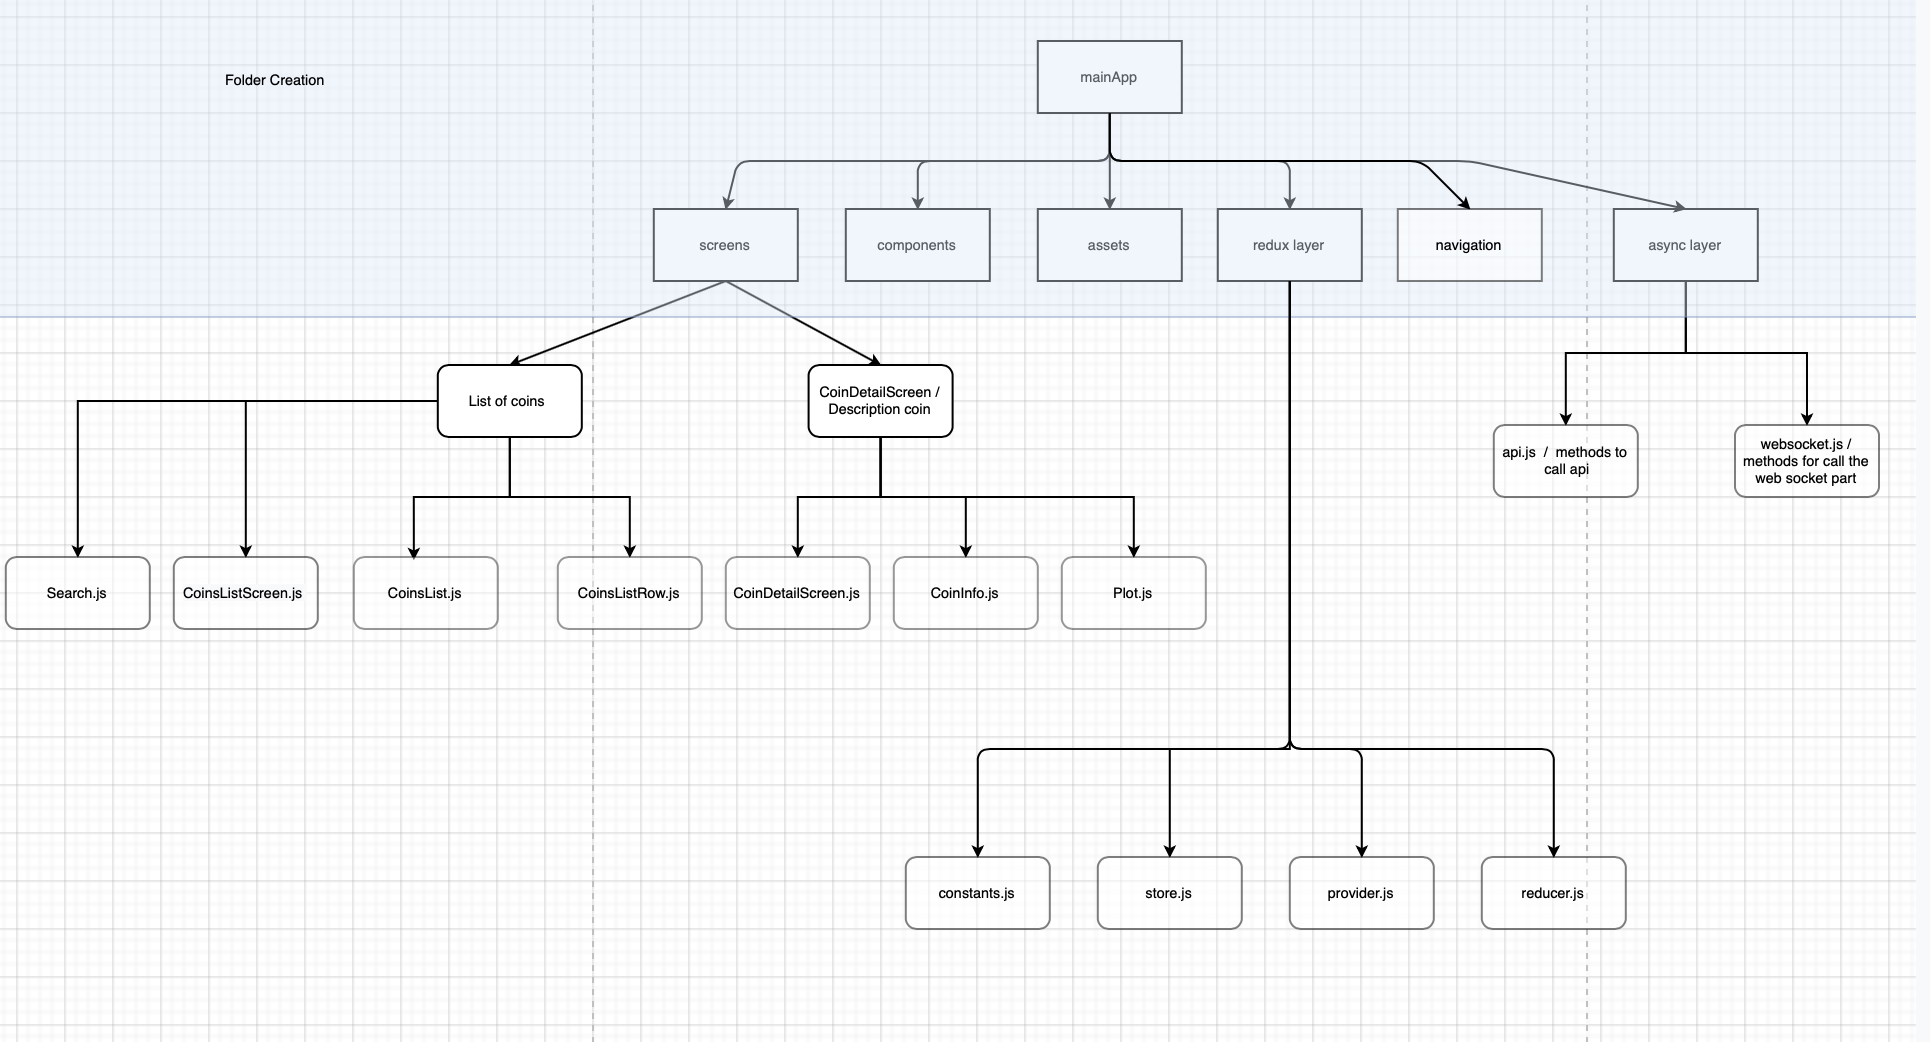 Folder Creation
mainApp
screens
components
assets
redux layer
navigation
async layer
List of coins
CoinDetailScreen /
Description coin
api.js  /  methods to
call api
websocket.js /
methods for call the
web socket part
Search.js
CoinsListScreen.js
CoinsList.js
CoinsListRow.js
CoinDetailScreen.js
CoinInfo.js
Plot.js
constants.js
store.js
provider.js
reducer.js